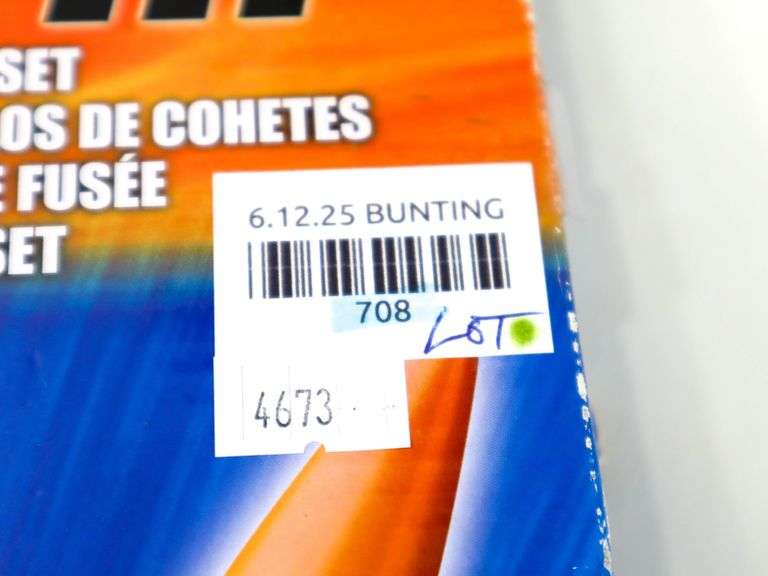 SET
OS DE COHETES
E FUSÉE
SET
6.12.25 BUNTING
708
LOT
4673